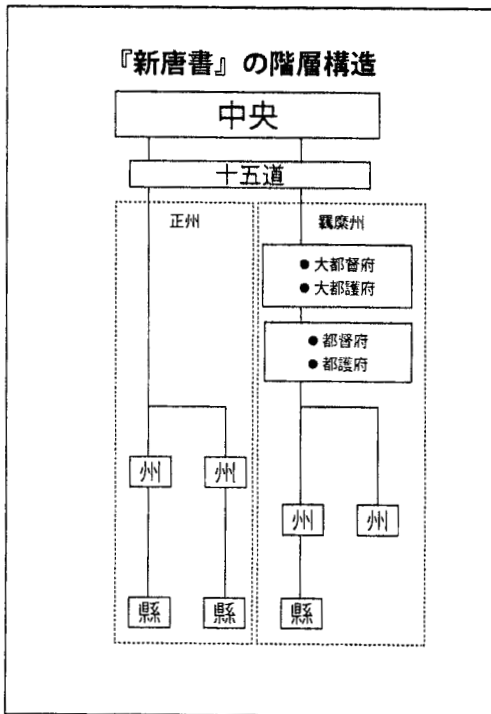 『新唐書』の階層構造
中央
十五道
正州
羈縻州
● 大都督府
● 大都護府
● 都督府
● 都護府
州
州
州
州
縣
縣
縣